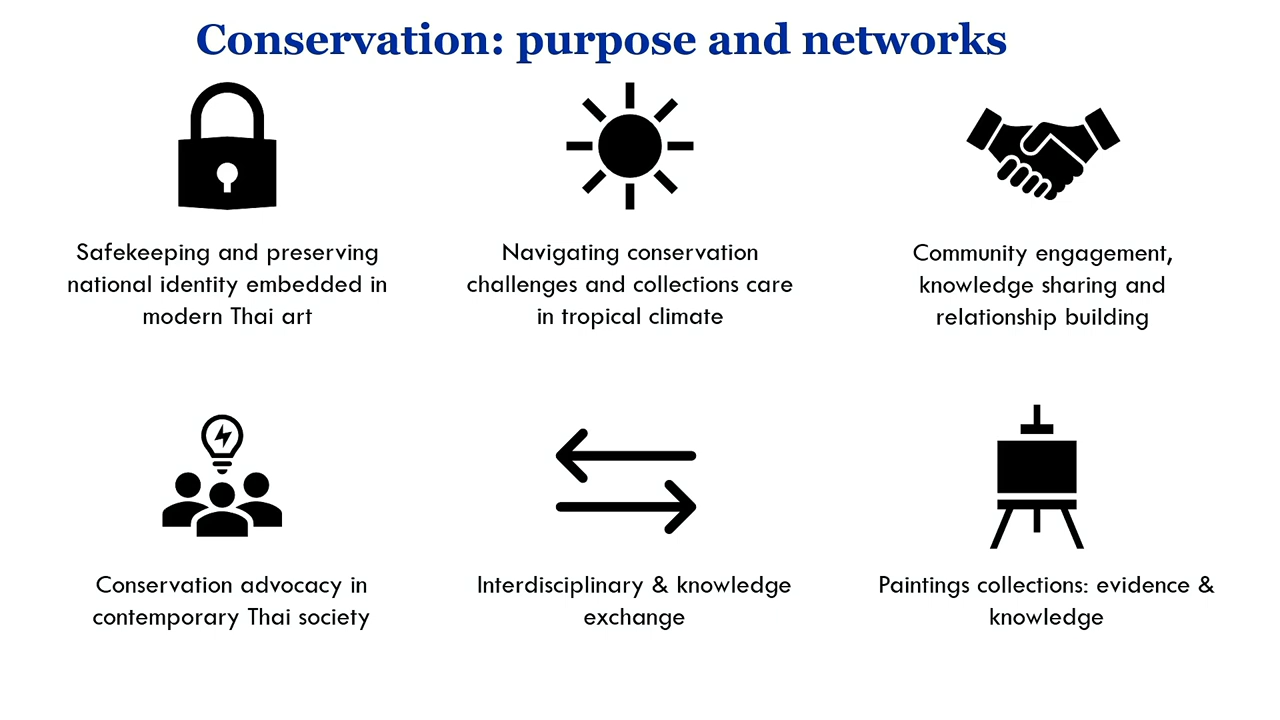 Conservation: purpose and networks
Safekeeping and preserving
national identity embedded in
modern Thai art
Navigating conservation
challenges and collections care
in tropical climate
Community engagement,
knowledge sharing and
relationship building
Conservation advocacy in
contemporary Thai society
Interdisciplinary & knowledge
exchange
Paintings collections: evidence &
knowledge